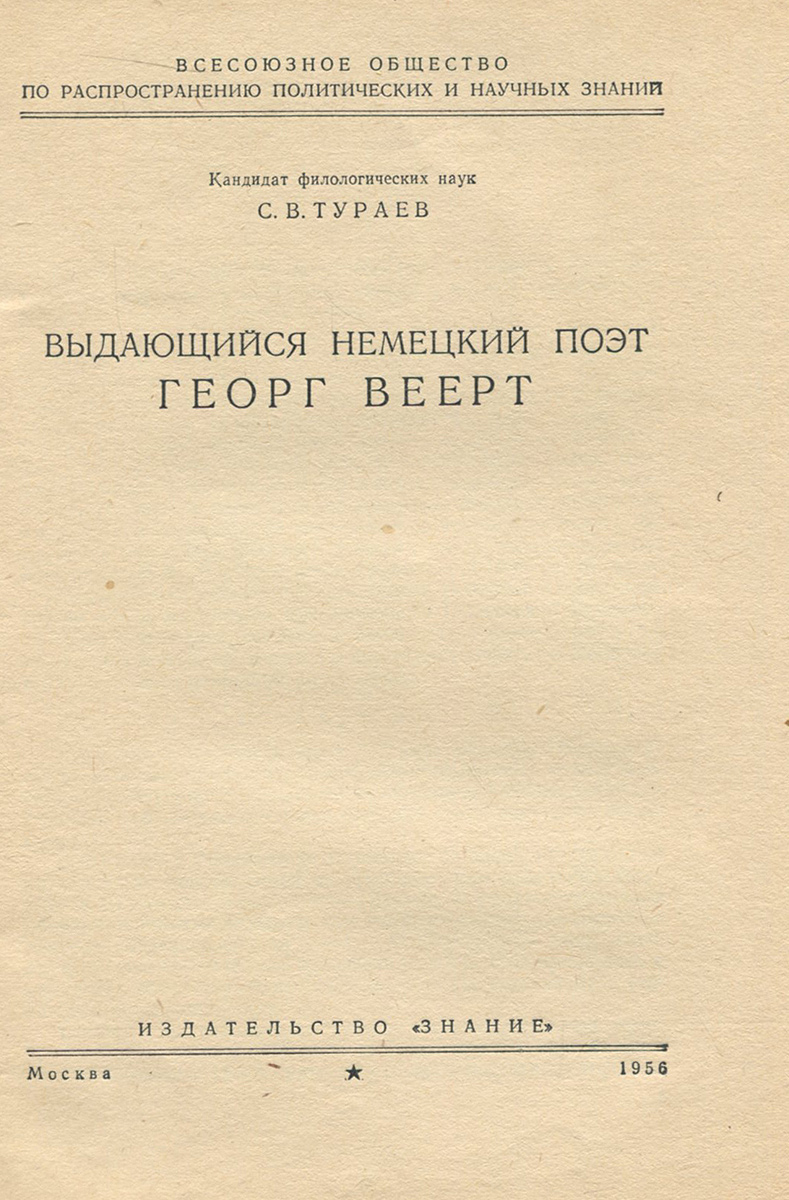 ВСЕСОЮЗНОЕ ОБЩЕСТВО
ПО РАСПРОСТРАНЕНИЮ ПОЛИТИЧЕСКИХ И НАУЧНЫХ ЗНАНИЙ
Кандидат филологических наук
С. В. ТУРАЕВ
ВЫДАЮЩИЙСЯ НЕМЕЦКИЙ ПОЭТ
ГЕОРГ ВЕЕРТ
ИЗДАТЕЛЬСТВО «ЗНАНИЕ»
Москва ★ 1956